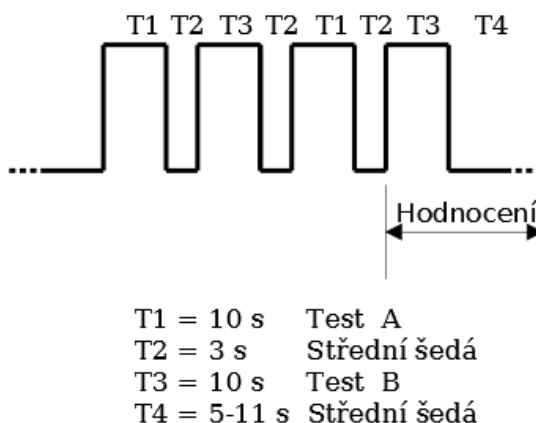 T1 T2 T3 T2 T1 T2 T3 T4
Hodnocení
T1 = 10 s Test A
T2 = 3 s Střední šedá
T3 = 10 s Test B
T4 = 5-11 s Střední šedá